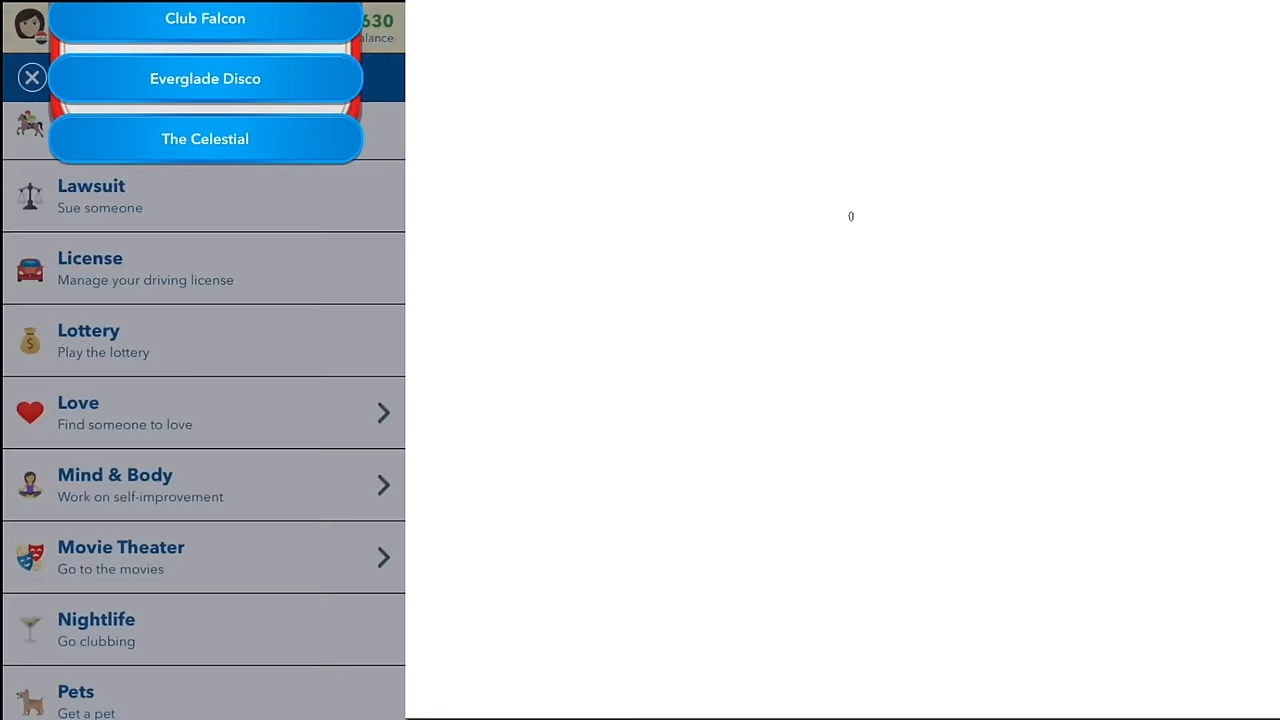 Club Falcon
630
alance
Everglade Disco
The Celestial
Lawsuit
Sue someone
License
Manage your driving license
Lottery
Play the lottery
Love
Find someone to love
Mind & Body
Work on self-improvement
Movie Theater
Go to the movies
Nightlife
Go clubbing
Pets
Get a pet
0